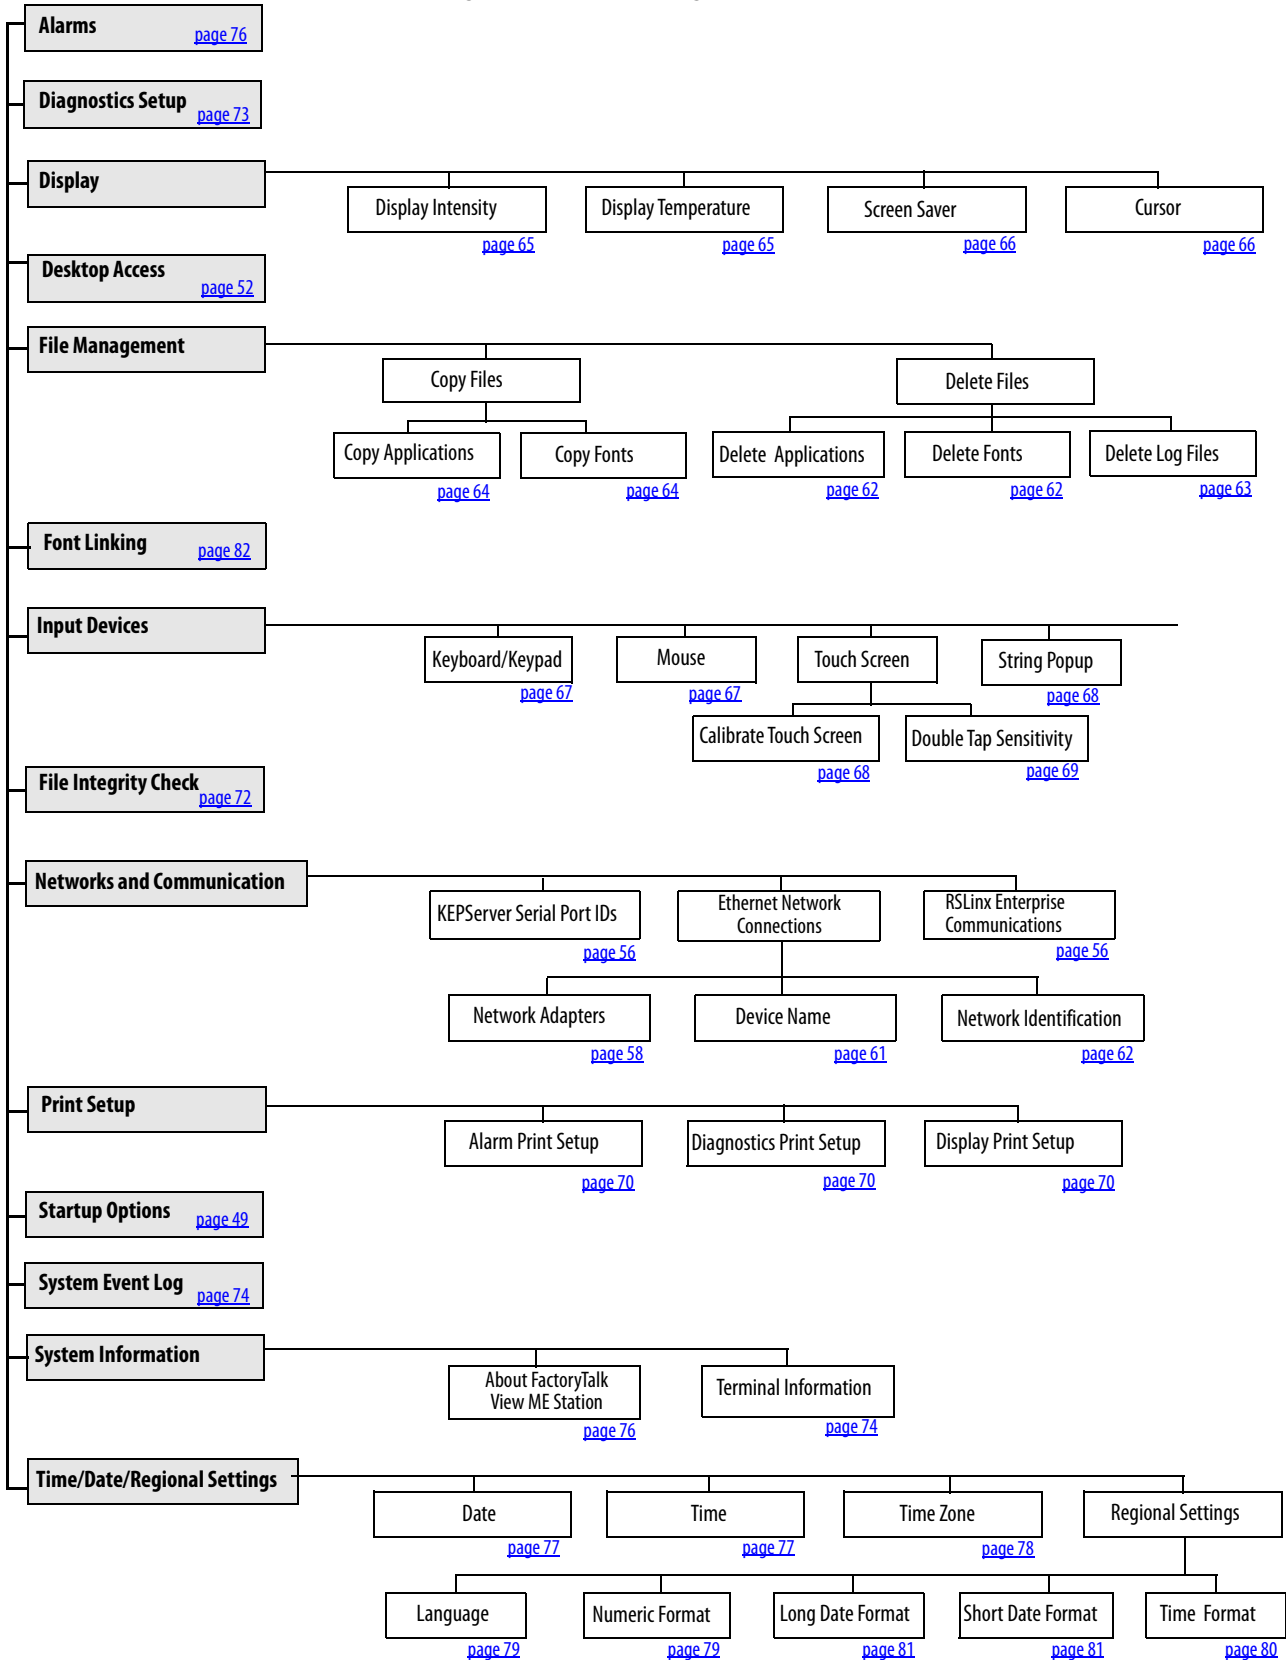 Alarms
page 76
Diagnostics Setup
page 73
Display
Display Intensity
page 65
Display Temperature
page 65
Screen Saver
page 66
Cursor
page 66
Desktop Access
page 52
File Management
Copy Files
Delete Files
Copy Applications
page 64
Copy Fonts
page 64
Delete Applications
page 62
Delete Fonts
page 62
Delete Log Files
page 63
Font Linking
page 82
Input Devices
Keyboard/Keypad
page 67
Mouse
page 67
Touch Screen
String Popup
page 68
Calibrate Touch Screen
page 68
Double Tap Sensitivity
page 69
File Integrity Check
page 72
Networks and Communication
KEPServer Serial Port IDs
page 56
Ethernet Network
Connections
RSLinx Enterprise
Communications
page 56
Network Adapters
page 58
Device Name
page 61
Network Identification
page 62
Print Setup
Alarm Print Setup
page 70
Diagnostics Print Setup
page 70
Display Print Setup
page 70
Startup Options
page 49
System Event Log
page 74
System Information
About FactoryTalk
View ME Station
page 76
Terminal Information
page 74
Time/Date/Regional Settings
Date
page 77
Time
page 77
Time Zone
page 78
Regional Settings
Language
page 79
Numeric Format
page 79
Long Date Format
page 81
Short Date Format
page 81
Time Format
page 80